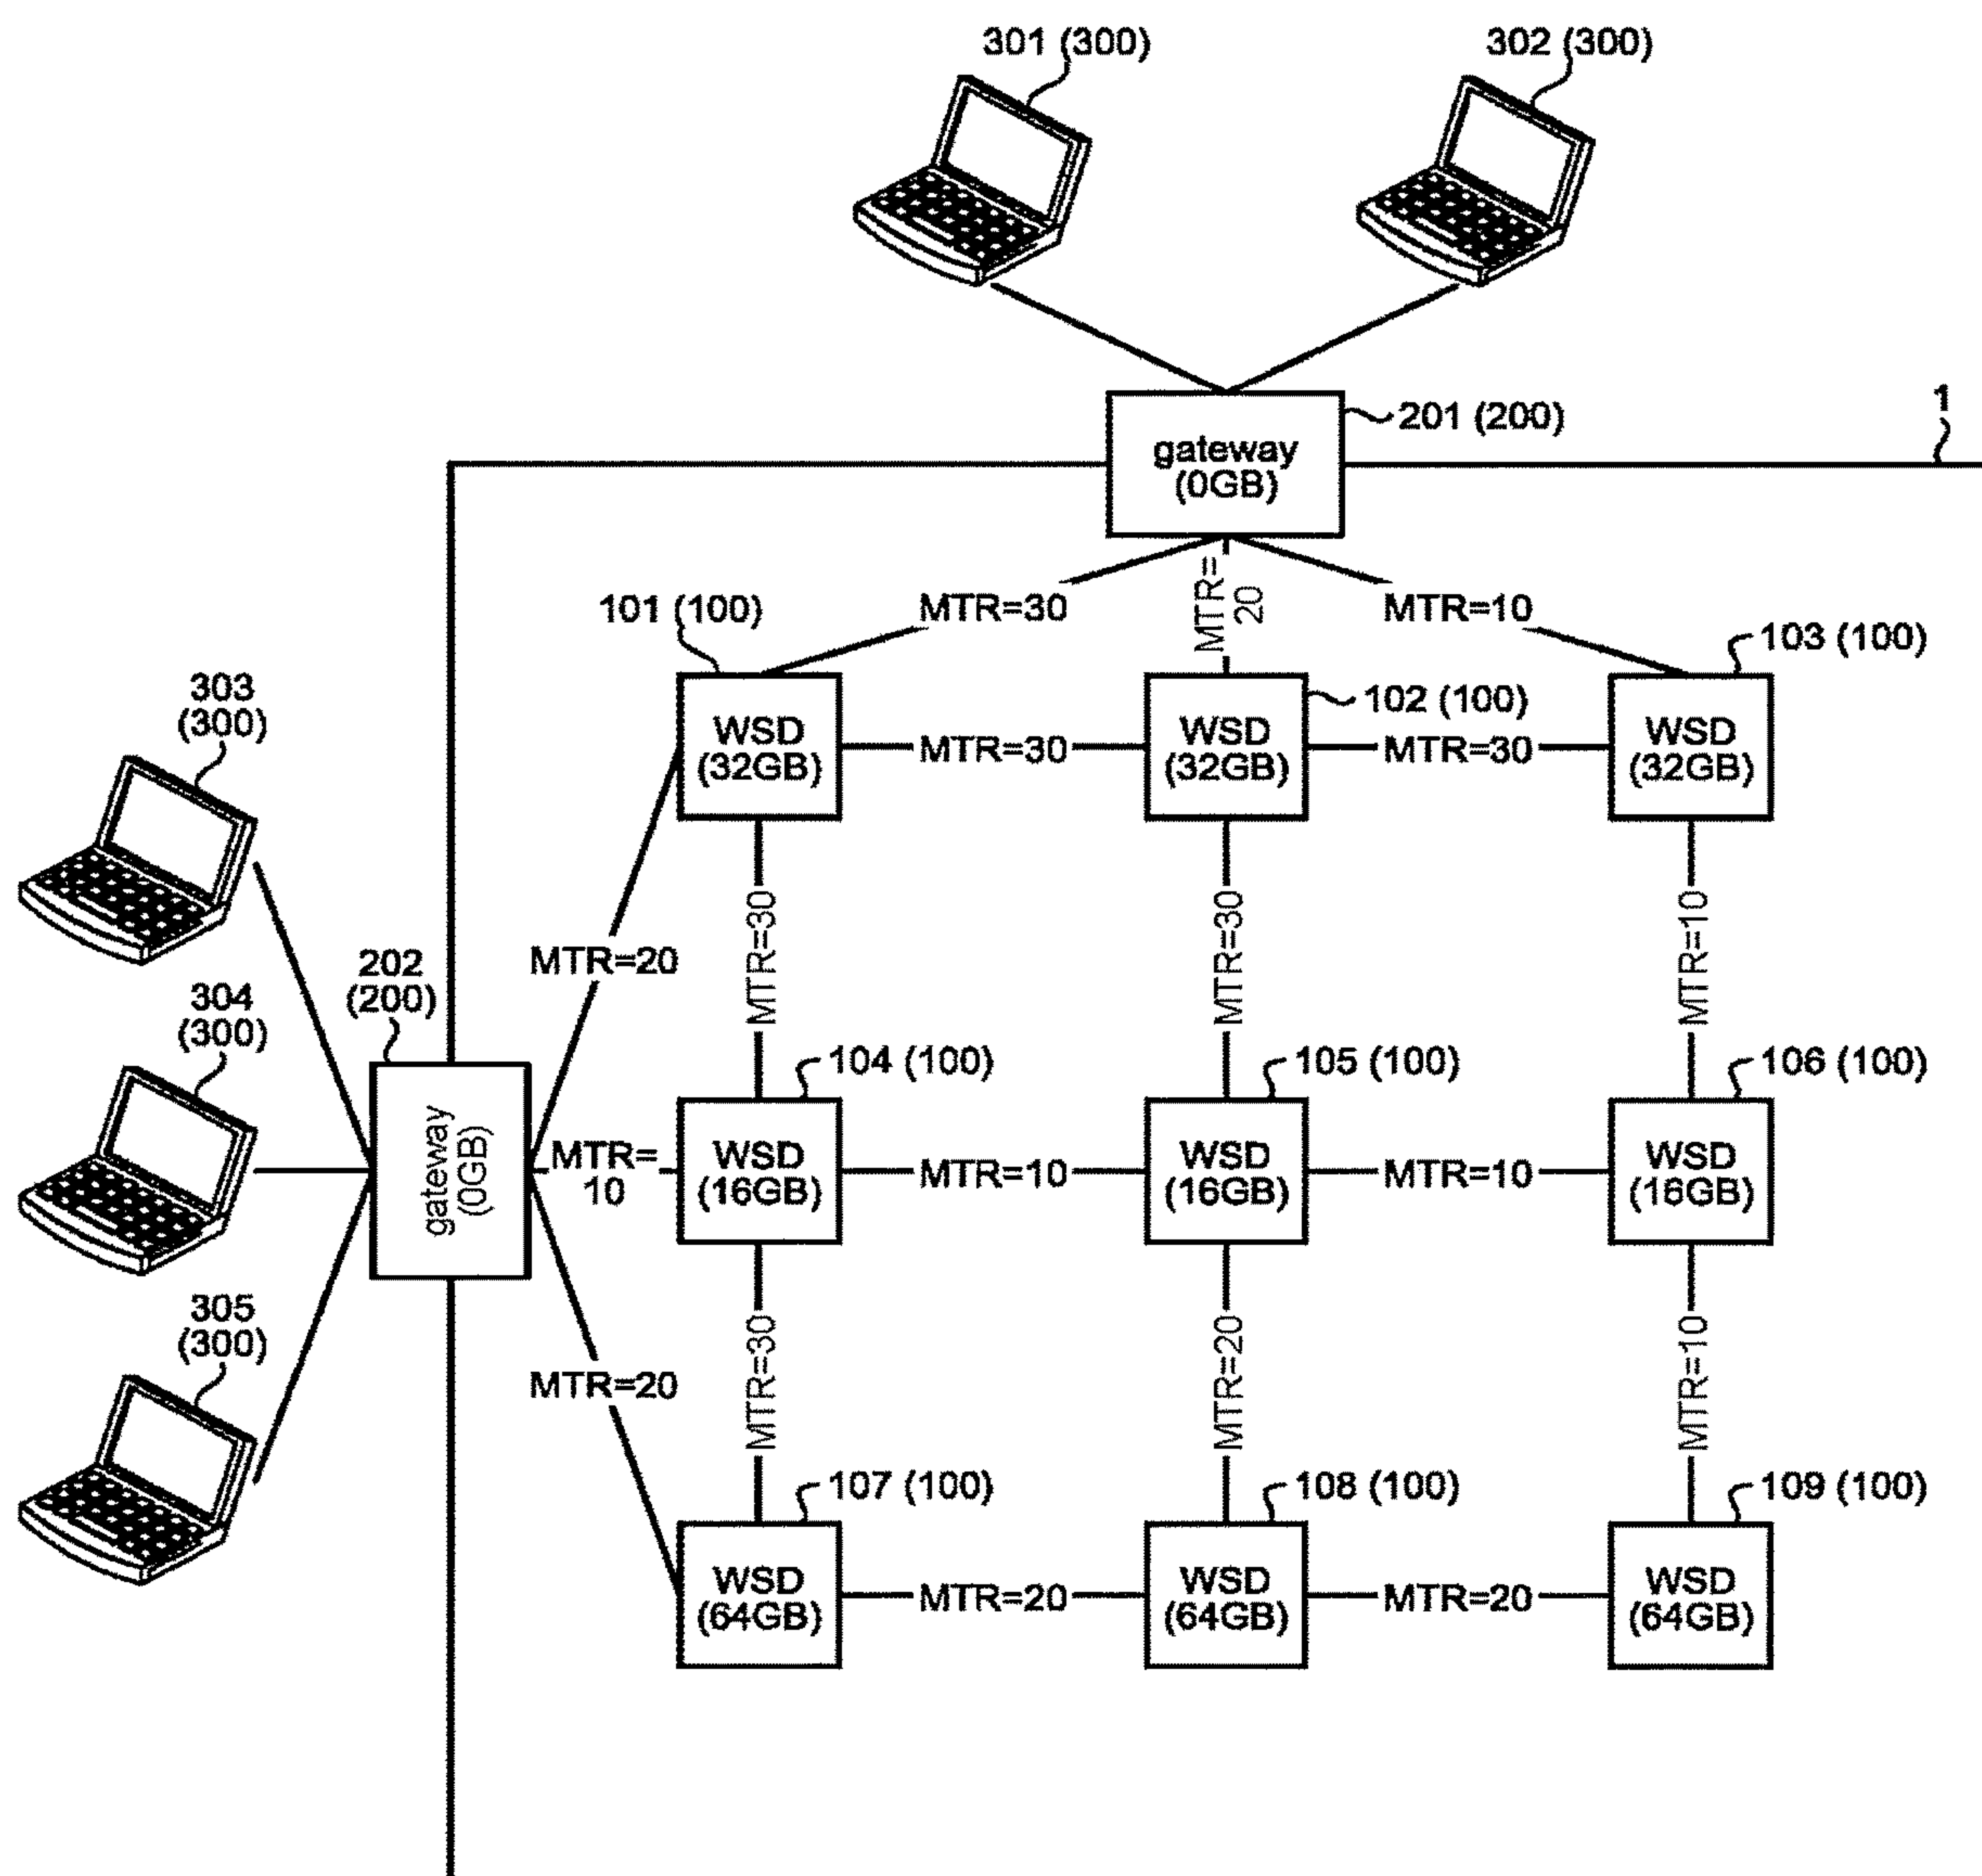 301 (300)
302 (300)
201 (200)
1
gateway
(0GB)
MTR=30
MTR=
20
MTR=10
101 (100)
102 (100)
103 (100)
WSD
(32GB)
MTR=30
WSD
(32GB)
MTR=30
WSD
(32GB)
303
(300)
MTR=20
MTR=30
MTR=30
MTR=10
202
(200)
304
(300)
104 (100)
105 (100)
106 (100)
gateway
(0GB)
MTR=
10
WSD
(16GB)
MTR=10
WSD
(16GB)
MTR=10
WSD
(16GB)
305
(300)
MTR=20
MTR=30
MTR=20
MTR=10
107 (100)
108 (100)
109 (100)
WSD
(64GB)
MTR=20
WSD
(64GB)
MTR=20
WSD
(64GB)